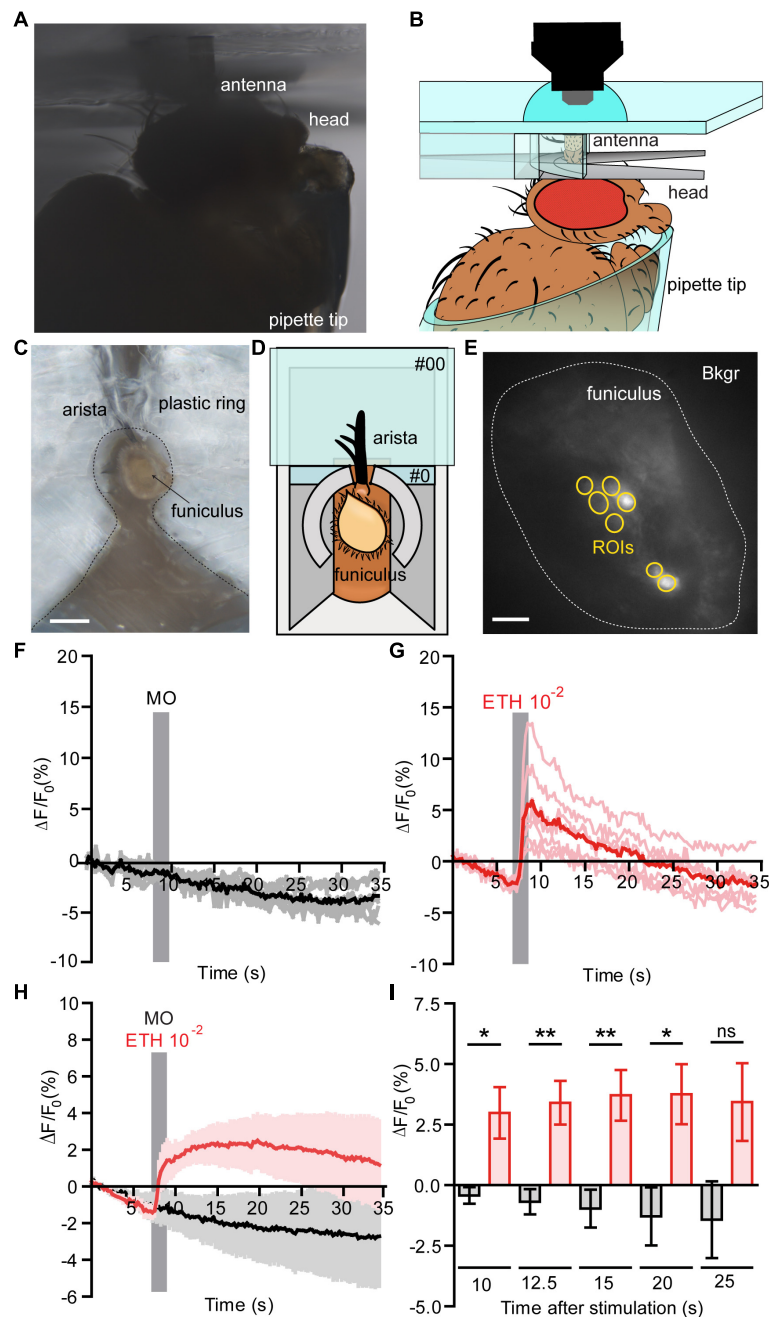 A
antenna
head
pipette tip
B
antenna
head
pipette tip
C
arista
plastic ring
funiculus
D
#00
arista
#0
funiculus
E
Bkgr
funiculus
ROIs
F
MO
ΔF/F0(%)
20
15
10
5
0
-5
-10
5 10 15 20 25 30 35
Time (s)
G
ETH 10-2
ΔF/F0(%)
20
15
10
5
0
-5
-10
5 10 15 20 25 30 35
Time (s)
H
MO
ETH 10-2
ΔF/F0(%)
10
8
6
4
2
0
-2
-4
-6
5 10 15 20 25 30 35
Time (s)
I
ΔF/F0(%)
7.5
5.0
2.5
0.0
-2.5
-5.0
* ** ** * ns
10 12.5 15 20 25
Time after stimulation (s)